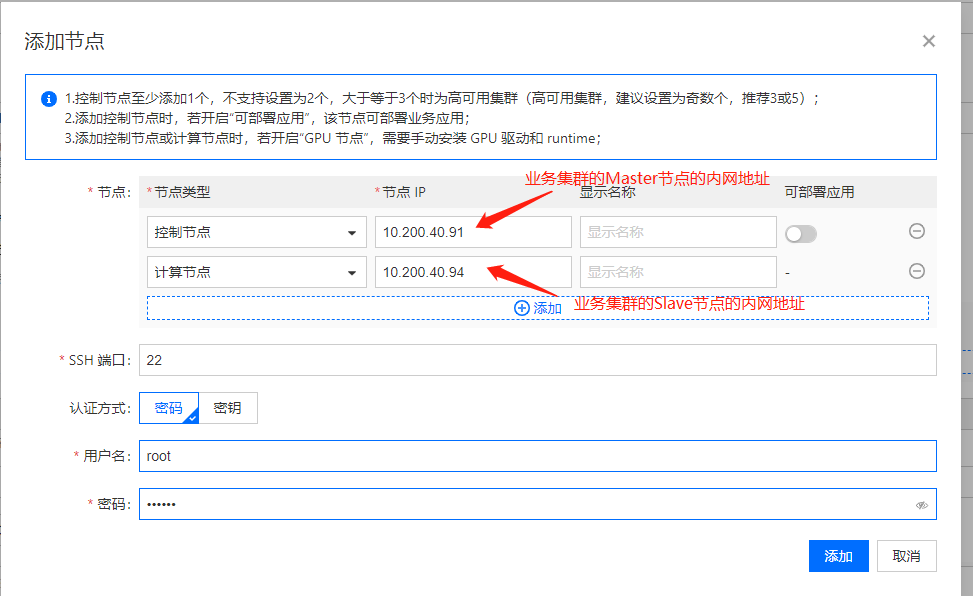 添加节点
1.控制节点至少添加1个，不支持设置为2个，大于等于3个时为高可用集群（高可用集群，建议设置为奇数个，推荐3或5）；
2.添加控制节点时，若开启“可部署应用”，该节点可部署业务应用；
3.添加控制节点或计算节点时，若开启“GPU 节点”，需要手动安装 GPU 驱动和 runtime；
业务集群的Master节点的内网地址
* 节点： * 节点类型 * 节点 IP 显示名称 可部署应用
控制节点 10.200.40.91 显示名称
计算节点 10.200.40.94 显示名称 -
添加 业务集群的Slave节点的内网地址
* SSH 端口： 22
认证方式： 密码 密钥
* 用户名： root
* 密码： ••••••
添加 取消